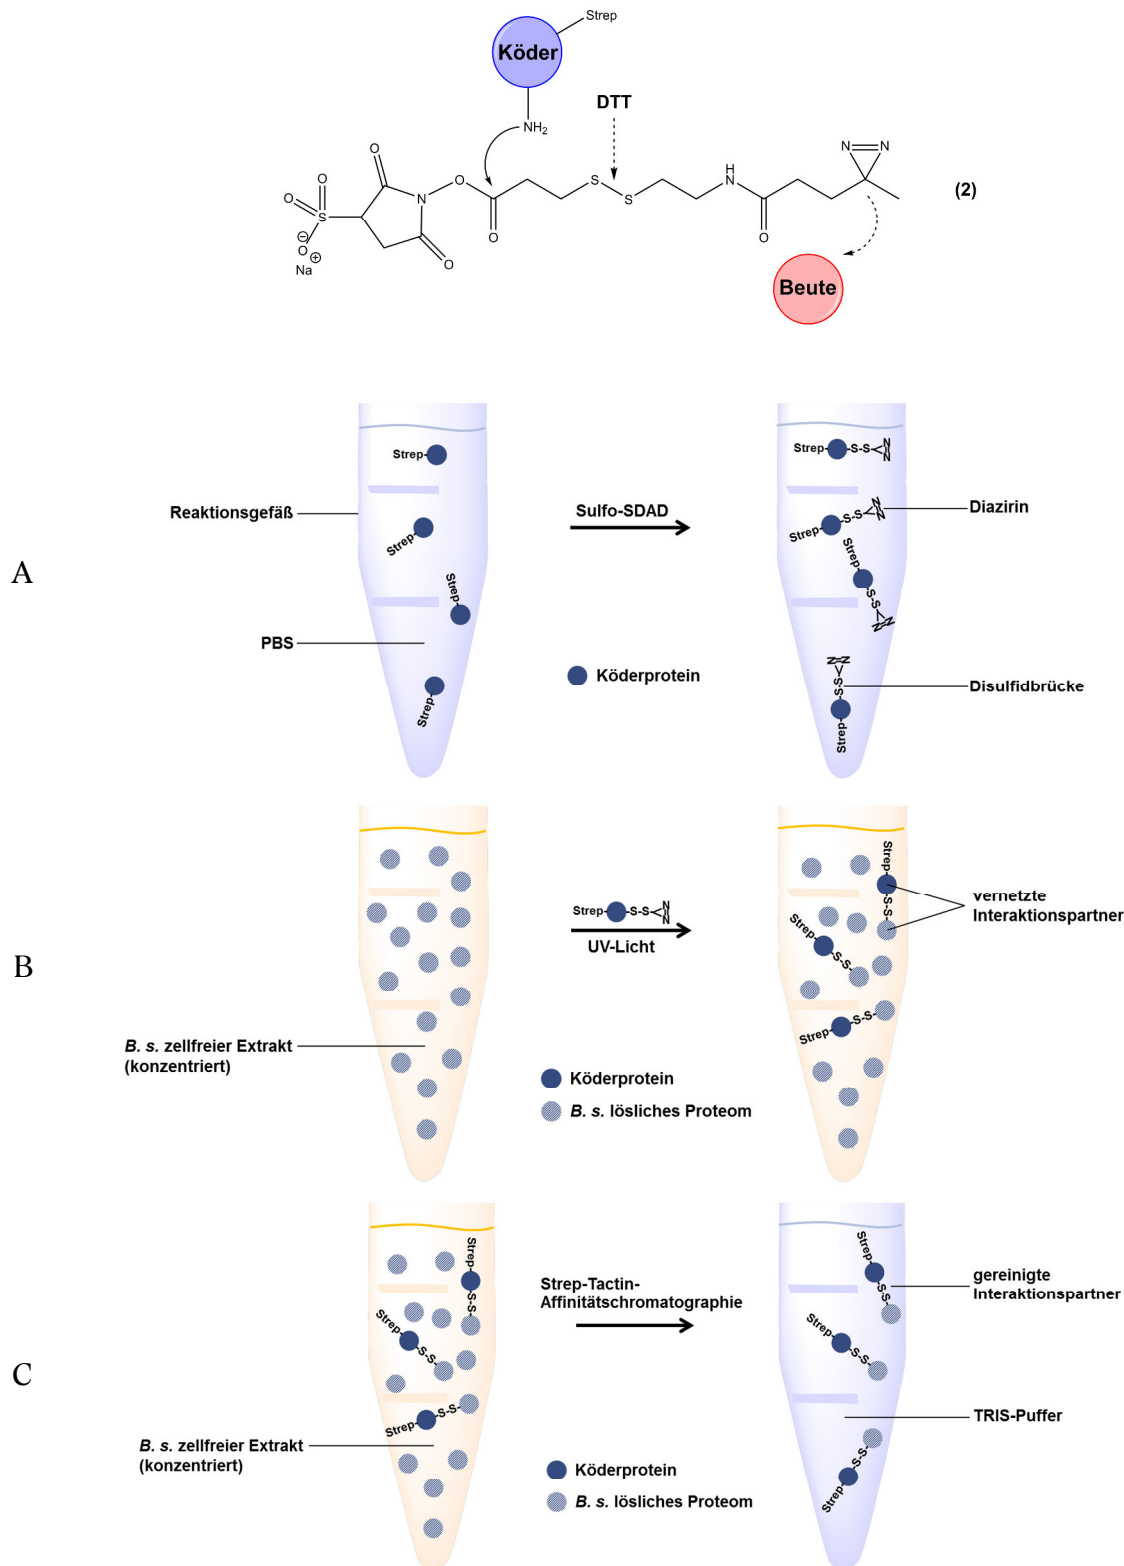 Strep
Köder
NH2
DTT
O
O
O
O
S
O
⊖
O
Na
⊕
N
O
O
O
S
S
H
N
O
N
N
(2)
Beute
A
Strep
Strep
Strep
Strep
Reaktionsgefäß
PBS
Sulfo-SDAD
Köderprotein
Strep-S-S-N=N
Strep-S-S-N=N
Strep-S-S-N=N
Strep-S-S-N=N
Diazirin
Disulfidbrücke
B
B. s. zellfreier Extrakt
(konzentriert)
Strep-S-S-N=N
UV-Licht
Köderprotein
B. s. lösliches Proteom
Strep-S-S-
Strep-S-S-
Strep-S-S-
vernetzte
Interaktionspartner
C
Strep-S-S-
Strep-S-S-
Strep-S-S-
B. s. zellfreier Extrakt
(konzentriert)
Strep-Tactin-
Affinitätschromatographie
Köderprotein
B. s. lösliches Proteom
Strep-S-S-
Strep-S-S-
Strep-S-S-
gereinigte
Interaktionspartner
TRIS-Puffer